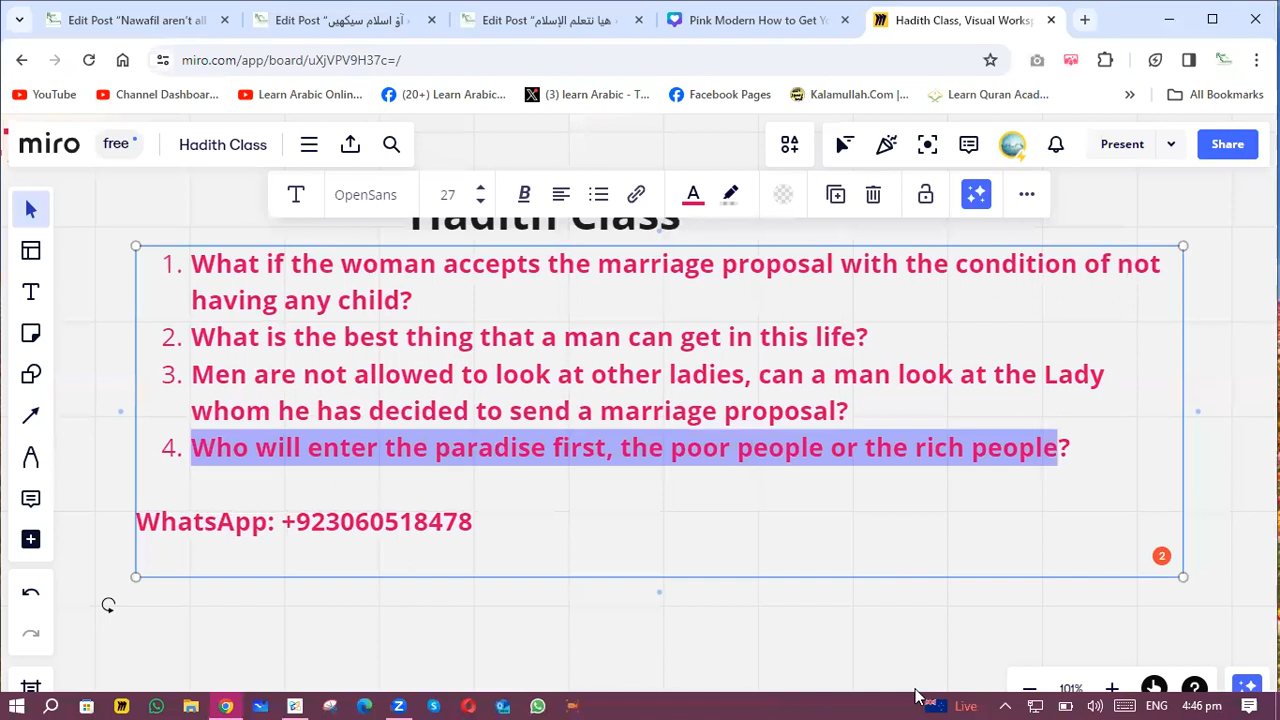 Edit Post “Nawafil aren’t all
Edit Post “آؤ اسلام سیکھیں
Edit Post “هيا نتعلم الإسلام
Pink Modern How to Get Yo
Hadith Class, Visual Worksp
miro.com/app/board/uXjVPV9H37c=/
YouTube
Channel Dashboar...
Learn Arabic Onlin...
(20+) Learn Arabic...
(3) learn Arabic - T...
Facebook Pages
Kalamullah.Com |...
Learn Quran Acad...
All Bookmarks
miro
free
Hadith Class
Present
Share
OpenSans
27
Hadith Class
1. What if the woman accepts the marriage proposal with the condition of not
having any child?
2. What is the best thing that a man can get in this life?
3. Men are not allowed to look at other ladies, can a man look at the Lady
whom he has decided to send a marriage proposal?
4. Who will enter the paradise first, the poor people or the rich people?
WhatsApp: +923060518478
2
101%
Live
ENG
4:46 pm